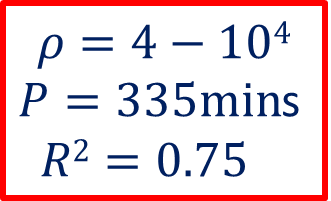 ρ = 4 − 10⁴
P = 335mins
R² = 0.75